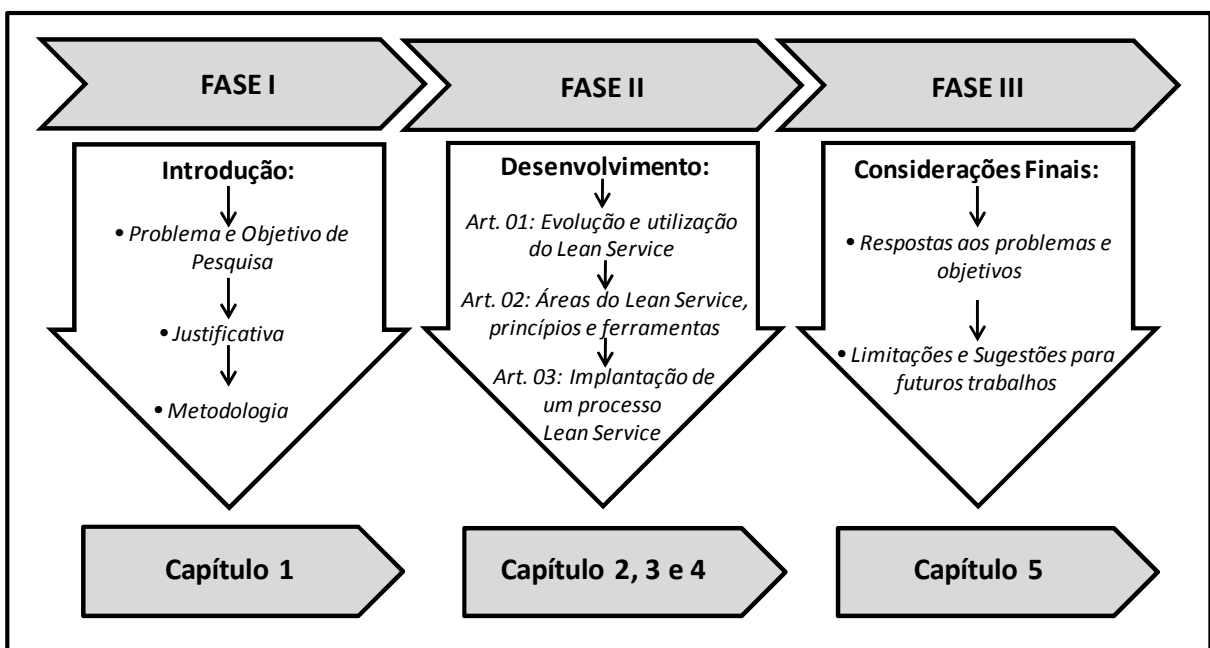 FASE I
FASE II
FASE III
Introdução:
• Problema e Objetivo de
Pesquisa
• Justificativa
• Metodologia
Desenvolvimento:
Art. 01: Evolução e utilização
do Lean Service
Art. 02: Áreas do Lean Service,
princípios e ferramentas
Art. 03: Implantação de
um processo
Lean Service
Considerações Finais:
• Respostas aos problemas e
objetivos
• Limitações e Sugestões para
futuros trabalhos
Capítulo 1
Capítulo 2, 3 e 4
Capítulo 5